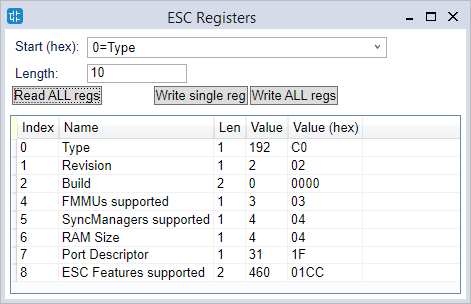 ESC Registers
Start (hex): 0=Type
Length: 10
Read ALL regs Write single reg Write ALL regs
Index Name Len Value Value (hex)
0 Type 1 192 C0
1 Revision 1 2 02
2 Build 2 0 0000
4 FMMUs supported 1 3 03
5 SyncManagers supported 1 4 04
6 RAM Size 1 4 04
7 Port Descriptor 1 31 1F
8 ESC Features supported 2 460 01CC